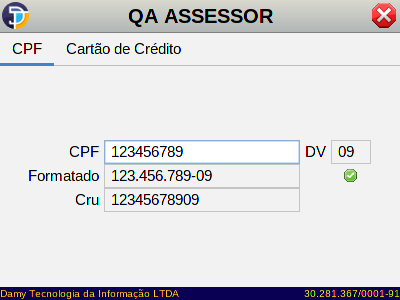 QA ASSESSOR
CPF Cartão de Crédito
CPF 123456789 DV 09
Formatado 123.456.789-09
Cru 12345678909
Damy Tecnologia da Informação LTDA 30.281.367/0001-91